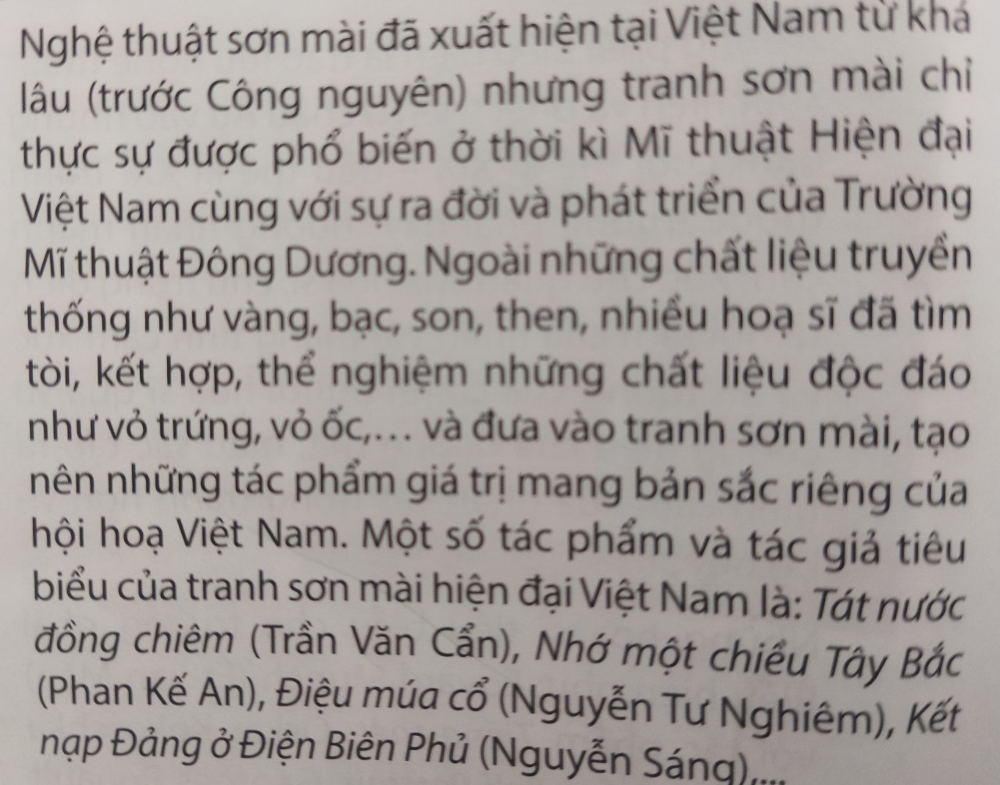 Nghệ thuật sơn mài đã xuất hiện tại Việt Nam từ khá
lâu (trước Công nguyên) nhưng tranh sơn mài chỉ
thực sự được phổ biến ở thời kì Mĩ thuật Hiện đại
Việt Nam cùng với sự ra đời và phát triển của Trường
Mĩ thuật Đông Dương. Ngoài những chất liệu truyền
thống như vàng, bạc, son, then, nhiều hoạ sĩ đã tìm
tòi, kết hợp, thể nghiệm những chất liệu độc đáo
như vỏ trứng, vỏ ốc,... và đưa vào tranh sơn mài, tạo
nên những tác phẩm giá trị mang bản sắc riêng của
hội hoạ Việt Nam. Một số tác phẩm và tác giả tiêu
biểu của tranh sơn mài hiện đại Việt Nam là: Tát nước
đồng chiêm (Trần Văn Cẩn), Nhớ một chiều Tây Bắc
(Phan Kế An), Điệu múa cổ (Nguyễn Tư Nghiêm), Kết
nạp Đảng ở Điện Biên Phủ (Nguyễn Sáng),...